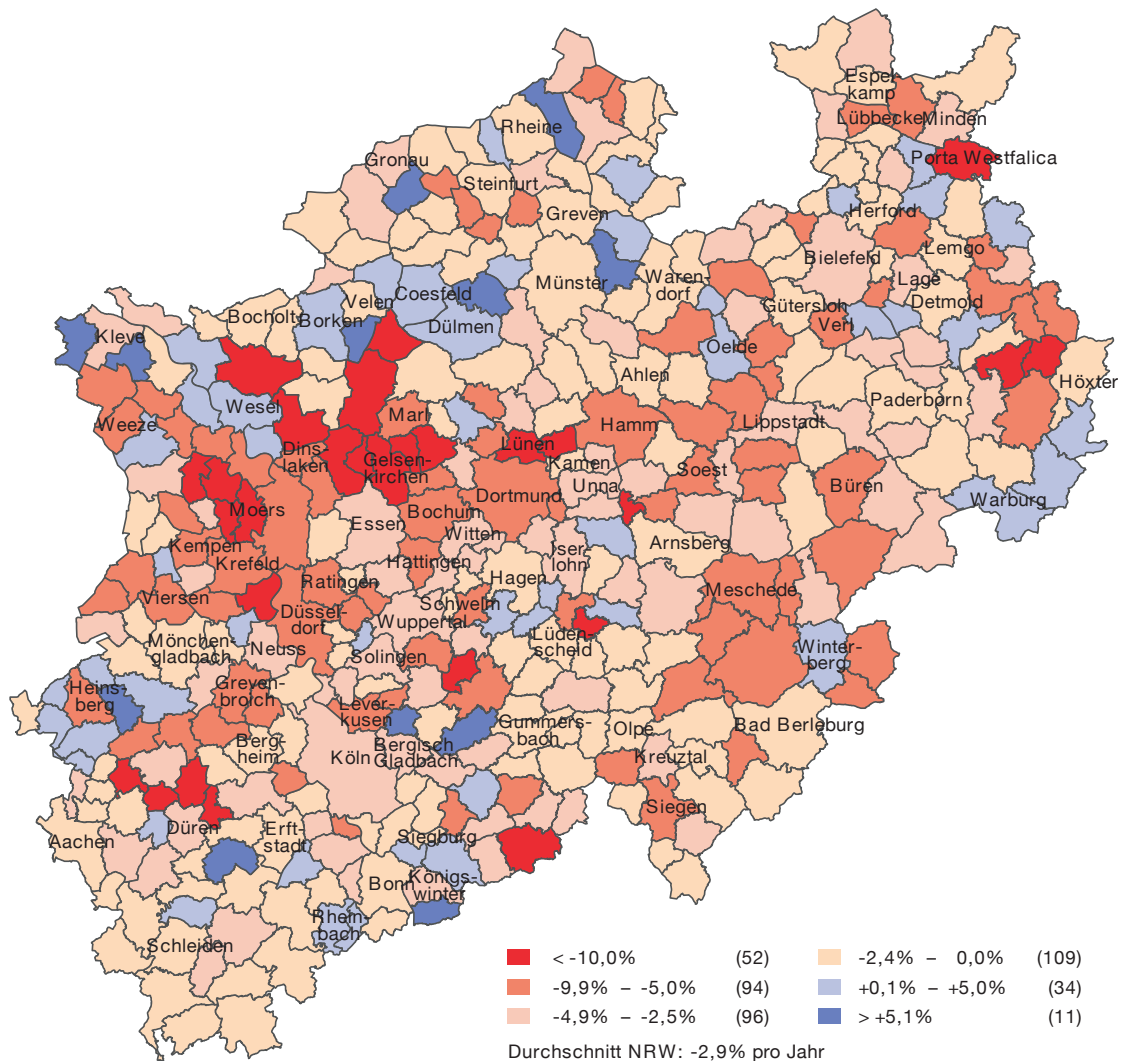 Espel-
kamp
Lübbecke
Minden
Rheine
Gronau
Porta Westfalica
Steinfurt
Greven
Herford
Bielefeld
Lemgo
Lage
Detmold
Münster
Waren-
dorf
Velen
Coesfeld
Bocholt
Borken
Dülmen
Gütersloh
Verl
Kleve
Oelde
Ahlen
Höxter
Paderborn
Wesel
Weeze
Marl
Hamm
Lippstadt
Dins-
laken
Gelsen-
kirchen
Lünen
Kamen
Soest
Unna
Büren
Warburg
Moers
Essen
Bochum
Dortmund
Witten
Arnsberg
Kempen
Krefeld
Hattingen
Iser-
lohn
Hagen
Ratingen
Viersen
Meschede
Düssel-
dorf
Schwelm
Wuppertal
Mönchen-
gladbach
Neuss
Solingen
Lüden-
scheid
Winter-
berg
Heins-
berg
Greven-
broich
Lever-
kusen
Gummers-
bach
Olpe
Bad Berleburg
Berg-
heim
Köln
Bergisch
Gladbach
Kreuztal
Siegen
Aachen
Düren
Erft-
stadt
Siegburg
Bonn
Königs-
winter
Rhein-
bach
Schleiden
< -10,0% (52)
-9,9% – -5,0% (94)
-4,9% – -2,5% (96)
-2,4% – 0,0% (109)
+0,1% – +5,0% (34)
> +5,1% (11)
Durchschnitt NRW: -2,9% pro Jahr